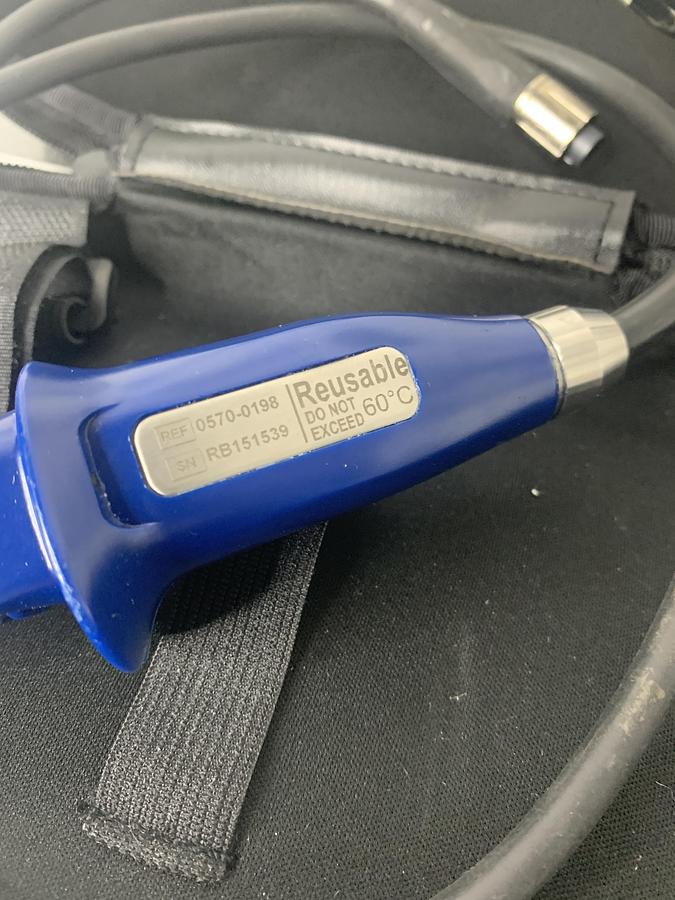 REF 0570-0198
SN RB151539
Reusable
DO NOT
EXCEED 60°C